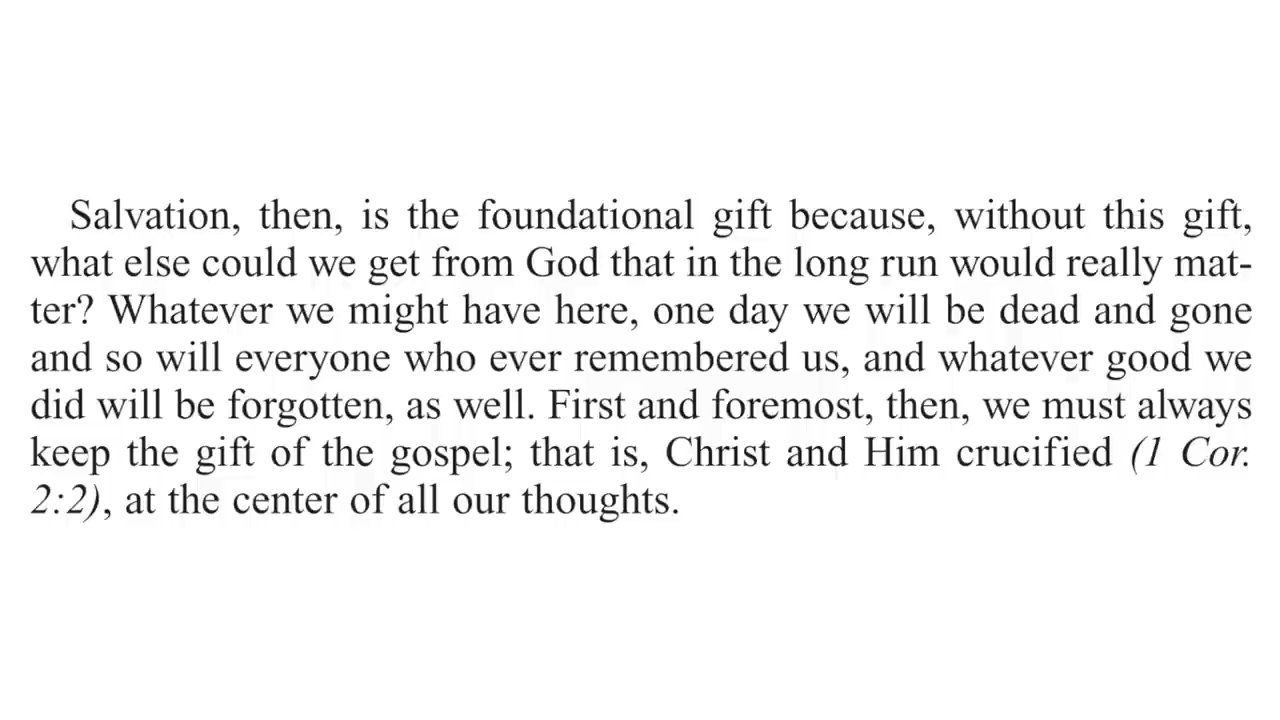 Salvation, then, is the foundational gift because, without this gift,
what else could we get from God that in the long run would really mat-
ter? Whatever we might have here, one day we will be dead and gone
and so will everyone who ever remembered us, and whatever good we
did will be forgotten, as well. First and foremost, then, we must always
keep the gift of the gospel; that is, Christ and Him crucified (1 Cor.
2:2), at the center of all our thoughts.